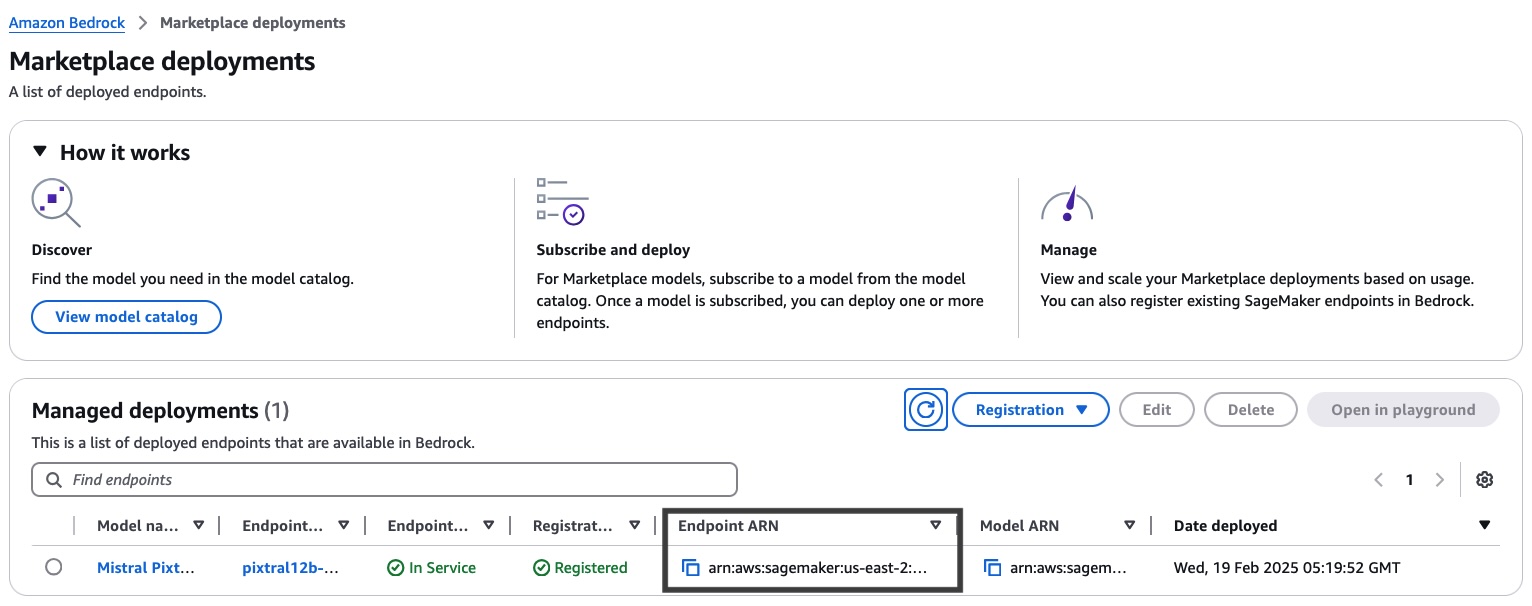 Amazon Bedrock > Marketplace deployments
Marketplace deployments
A list of deployed endpoints.
How it works
Discover
Find the model you need in the model catalog.
View model catalog
Subscribe and deploy
For Marketplace models, subscribe to a model from the model
catalog. Once a model is subscribed, you can deploy one or more
endpoints.
Manage
View and scale your Marketplace deployments based on usage.
You can also register existing SageMaker endpoints in Bedrock.
Managed deployments (1)
Registration
Edit
Delete
Open in playground
This is a list of deployed endpoints that are available in Bedrock.
Find endpoints
1
Model na... Endpoint... Endpoint... Registrat... Endpoint ARN Model ARN Date deployed
Mistral Pixt... pixtral12b-... In Service Registered arn:aws:sagemaker:us-east-2:... arn:aws:sagem... Wed, 19 Feb 2025 05:19:52 GMT